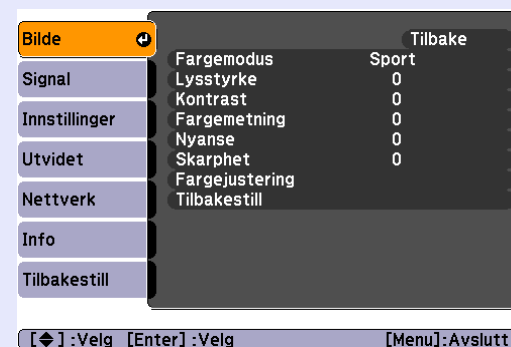 Bilde
Signal
Innstillinger
Utvidet
Nettverk
Info
Tilbakestill
Tilbake
Fargemodus Sport
Lysstyrke 0
Kontrast 0
Fargemetning 0
Nyanse 0
Skarphet 0
Fargejustering
Tilbakestill
[◆] :Velg [Enter] :Velg [Menu]:Avslutt